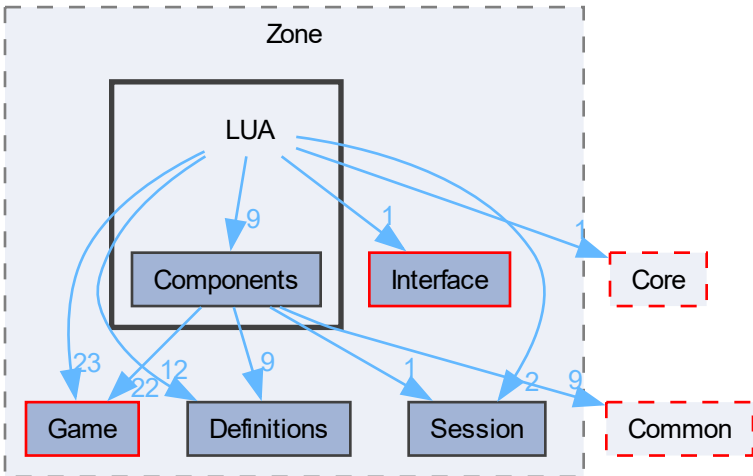 Zone
LUA
9
1
1
Components
Interface
Core
23
22
12
9
1
2
9
Game
Definitions
Session
Common